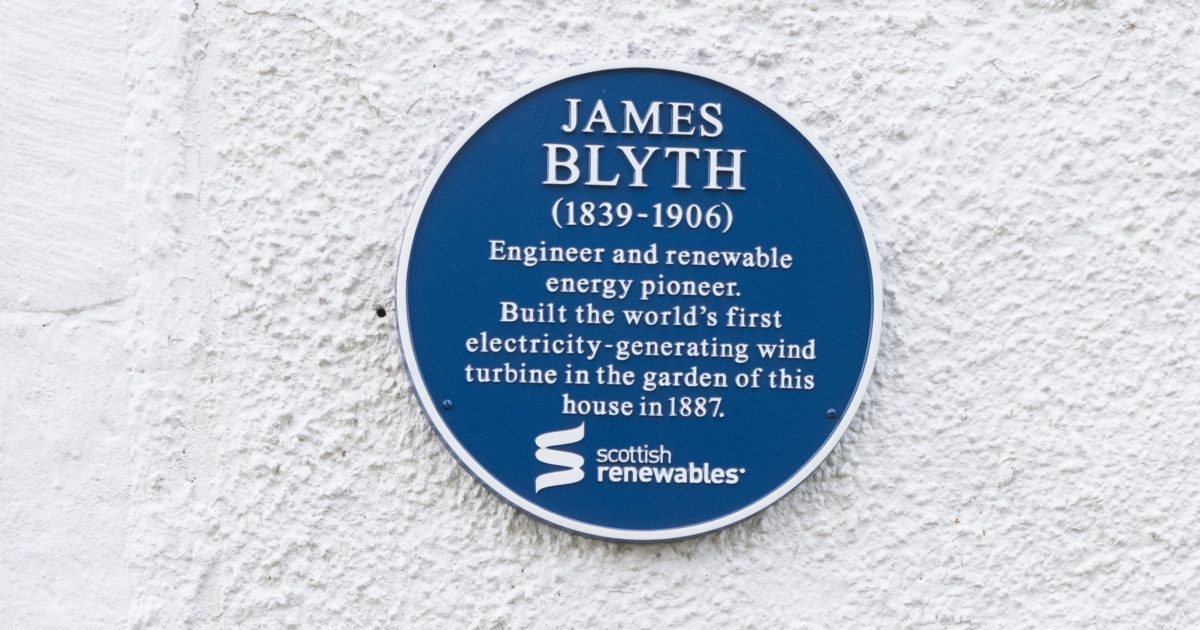 JAMES
BLYTH
(1839-1906)
Engineer and renewable
energy pioneer.
Built the world's first
electricity-generating wind
turbine in the garden of this
house in 1887.
scottish
renewables